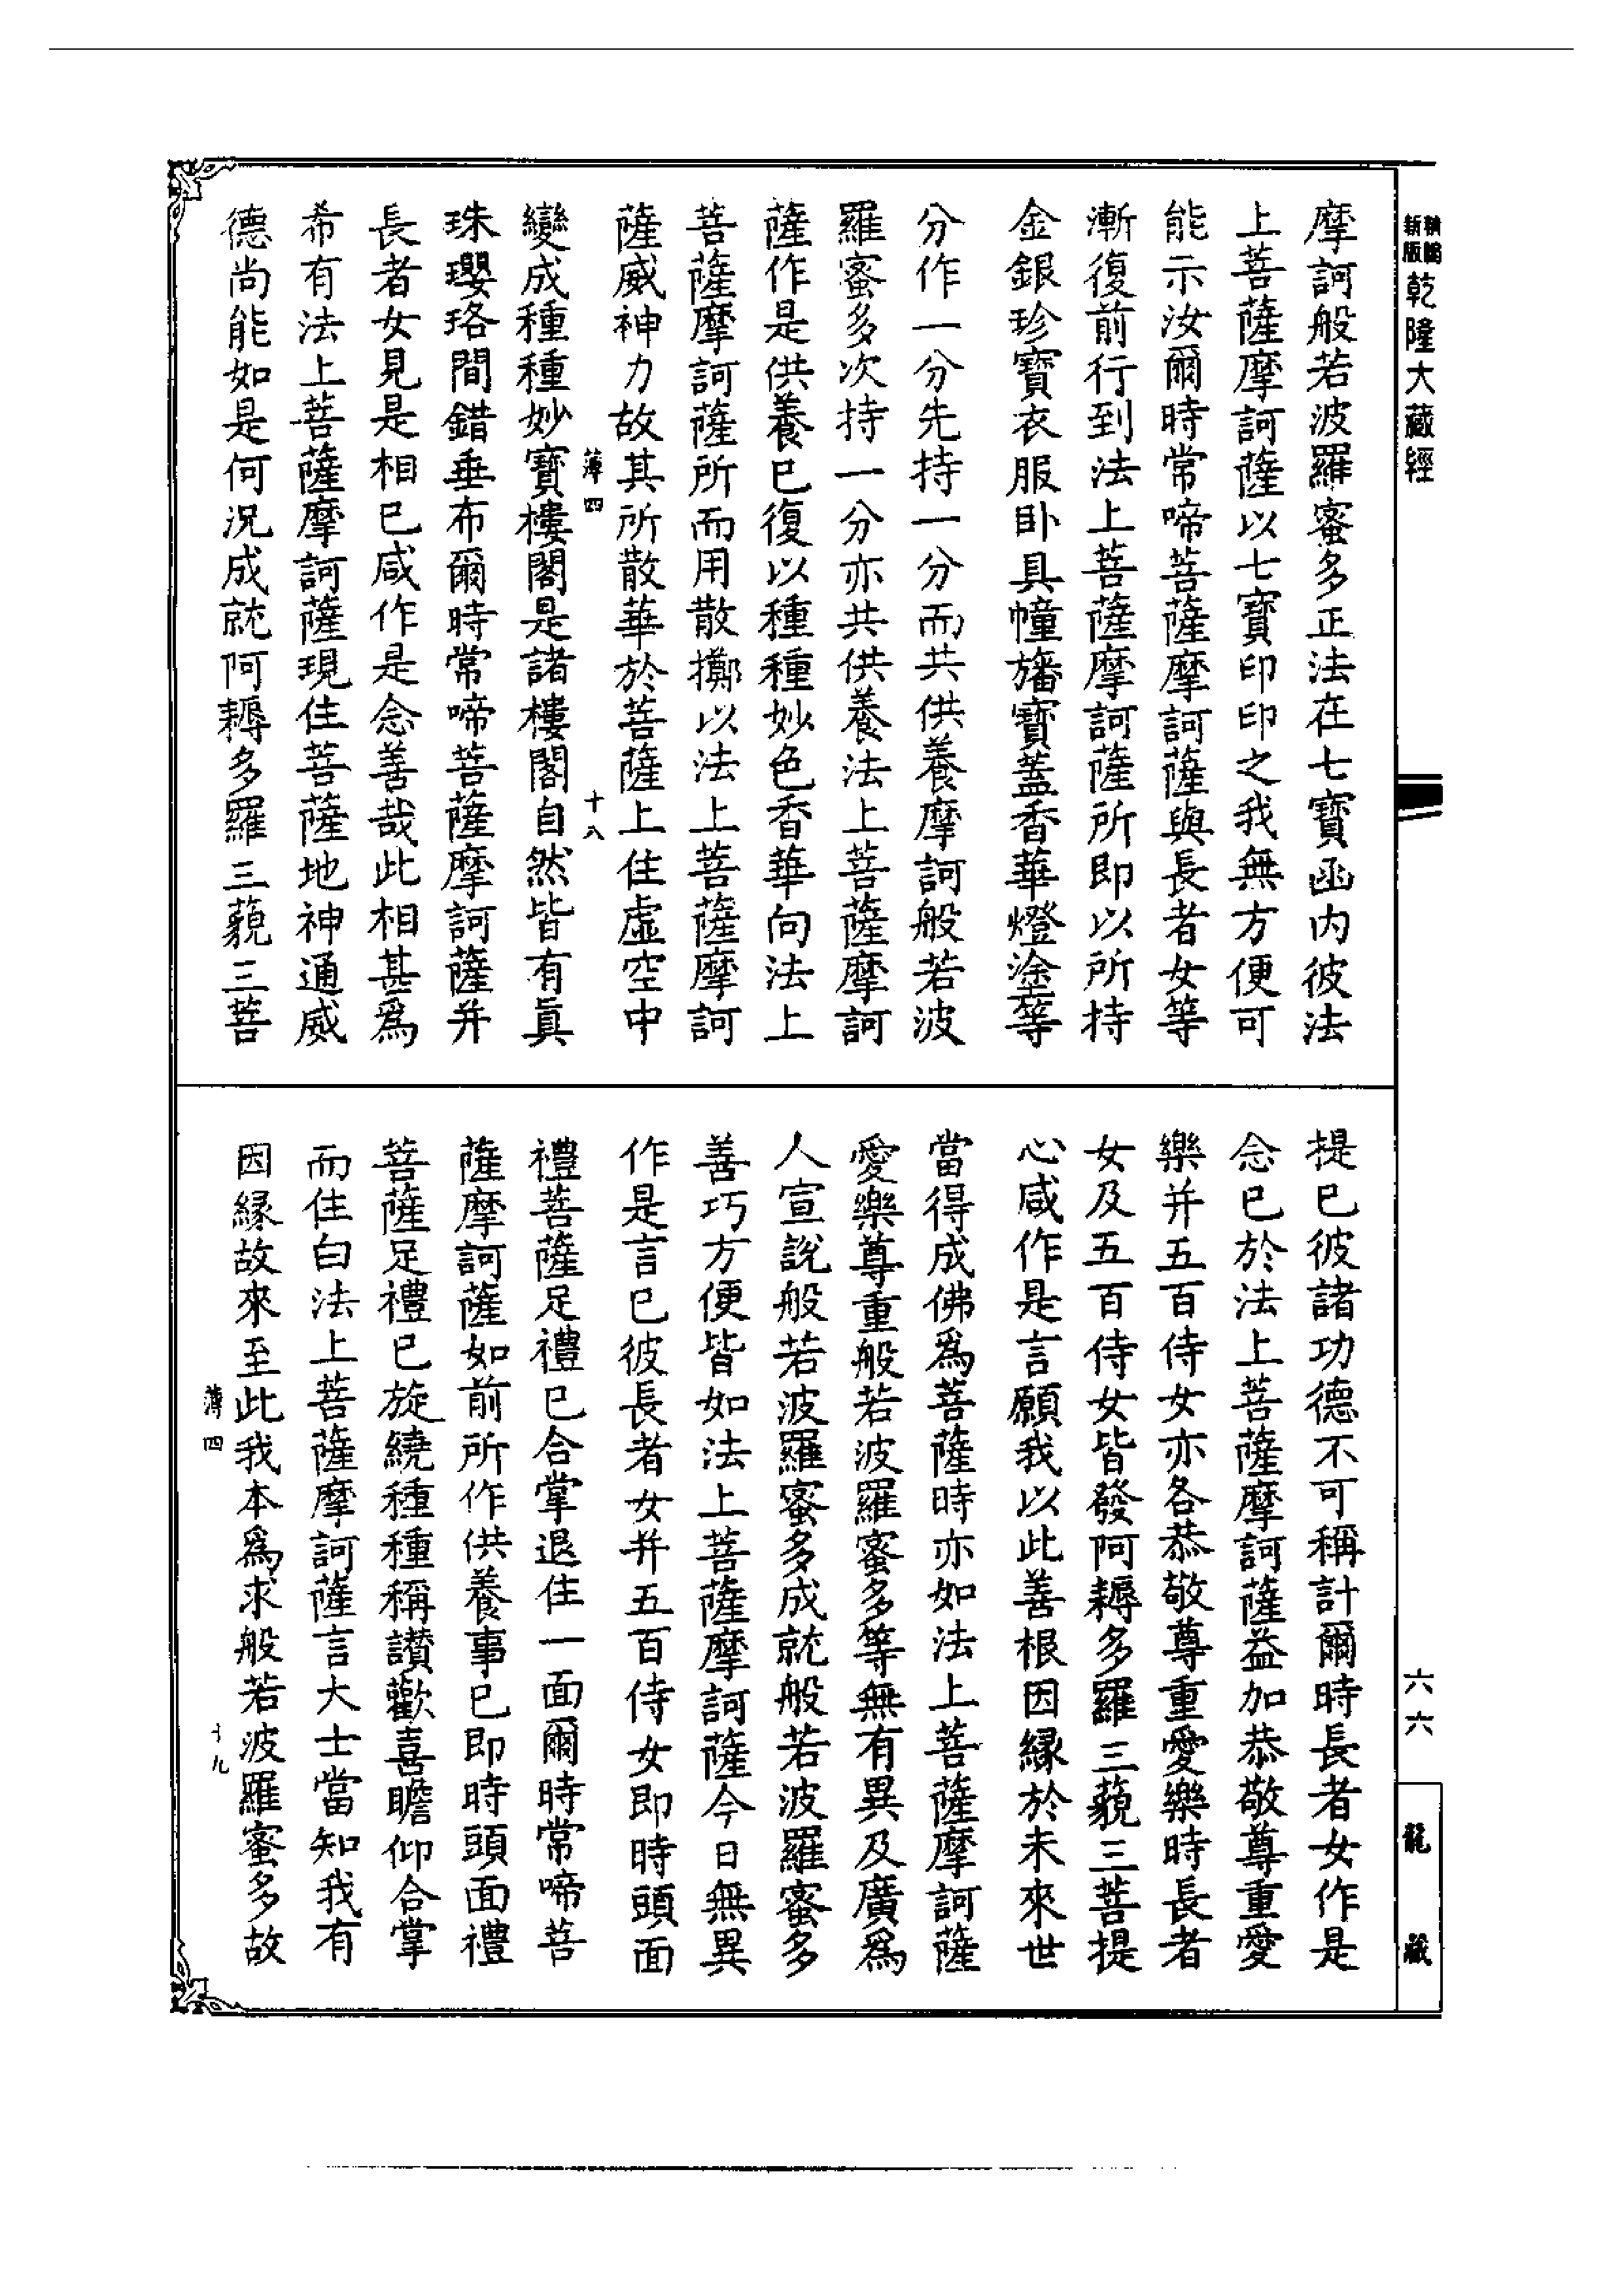 新編
新版
乾隆大藏經
摩訶般若波羅蜜多正法在七寶函内彼法
上菩薩摩訶薩以七寶印印之我無方便可
能示汝爾時常啼菩薩摩訶薩與長者女等
漸復前行到法上菩薩摩訶薩所即以所持
金銀珍寶衣服卧具幢旛寶蓋香華燈塗等
分作一分先持一分而共供養摩訶般若波
羅蜜多次持一分亦共供養法上菩薩摩訶
薩作是供養已復以種種妙色香華向法上
菩薩摩訶薩所而用散擲以法上菩薩摩訶
薩威神力故其所散華於菩薩上住虛空中
薄四
十八
變成種種妙寶樓閣是諸樓閣自然皆有眞
珠瓔珞間錯垂布爾時常啼菩薩摩訶薩并
長者女見是相已咸作是念善哉此相甚爲
希有法上菩薩摩訶薩現住菩薩地神通威
德尚能如是何況成就阿耨多羅三藐三菩
提已彼諸功德不可稱計爾時長者女作是
念已於法上菩薩摩訶薩益加恭敬尊重愛
樂并五百侍女亦各恭敬尊重愛樂時長者
女及五百侍女皆發阿耨多羅三藐三菩提
心咸作是言願我以此善根因縁於未來世
當得成佛爲菩薩時亦如法上菩薩摩訶薩
愛樂尊重般若波羅蜜多等無有異及廣爲
人宣說般若波羅蜜多成就般若波羅蜜多
善巧方便皆如法上菩薩摩訶薩今日無異
作是言已彼長者女并五百侍女即時頭面
禮菩薩足禮已合掌退住一面爾時常啼菩
薩摩訶薩如前所作供養事已即時頭面禮
菩薩足禮已旋繞種種稱讚歡喜瞻仰合掌
而住白法上菩薩摩訶薩言大士當知我有
因縁故來至此我本爲求般若波羅蜜多故
薄四
十九
六六
龍藏